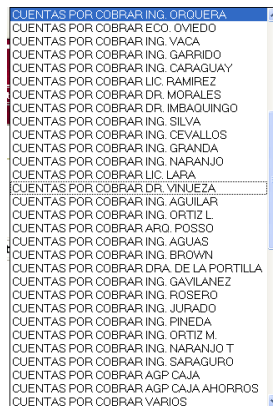 CUENTAS POR COBRAR ING. ORQUERA
CUENTAS POR COBRAR ECO. OVIEDO
CUENTAS POR COBRAR ING. VACA
CUENTAS POR COBRAR ING. GARRIDO
CUENTAS POR COBRAR ING. CARAGUAY
CUENTAS POR COBRAR LIC. RAMIREZ
CUENTAS POR COBRAR DR. MORALES
CUENTAS POR COBRAR DR. IMBAQUINGO
CUENTAS POR COBRAR ING. SILVA
CUENTAS POR COBRAR ING. CEVALLOS
CUENTAS POR COBRAR ING. GRANDA
CUENTAS POR COBRAR ING. NARANJO
CUENTAS POR COBRAR LIC. LARA
CUENTAS POR COBRAR DR. VINUEZA
CUENTAS POR COBRAR ING. AGUILAR
CUENTAS POR COBRAR ING. ORTIZ L.
CUENTAS POR COBRAR ARQ. POSSO
CUENTAS POR COBRAR ING. AGUAS
CUENTAS POR COBRAR ING. BROWN
CUENTAS POR COBRAR DRA. DE LA PORTILLA
CUENTAS POR COBRAR ING. GAVILANEZ
CUENTAS POR COBRAR ING. ROSERO
CUENTAS POR COBRAR ING. JURADO
CUENTAS POR COBRAR ING. PINEDA
CUENTAS POR COBRAR ING. ORTIZ M.
CUENTAS POR COBRAR ING. NARANJO T
CUENTAS POR COBRAR ING. SARAGURO
CUENTAS POR COBRAR AGP CAJA
CUENTAS POR COBRAR AGP CAJA AHORROS
CUENTAS POR COBRAR VARIOS